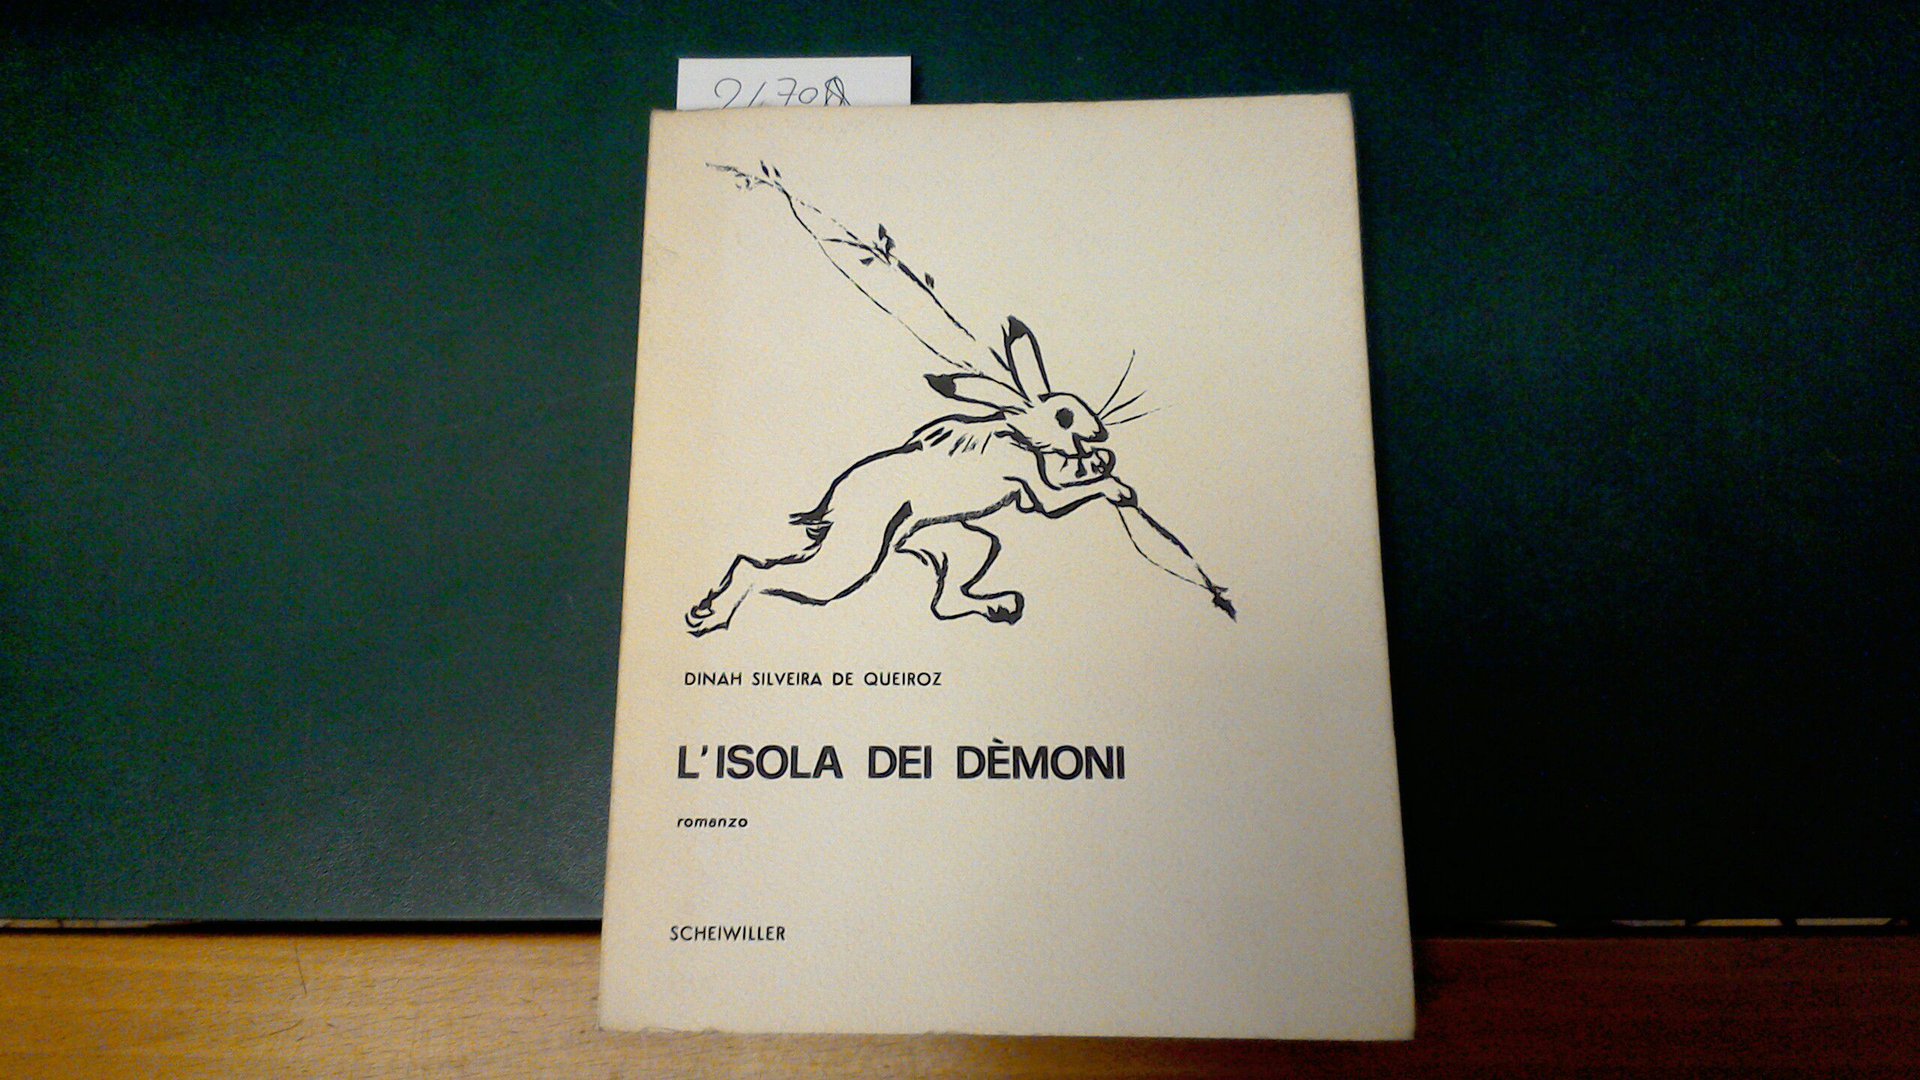 DINAH SILVEIRA DE QUEIROZ
L'ISOLA DEI DÈMONI
romanzo
SCHEIWILLER